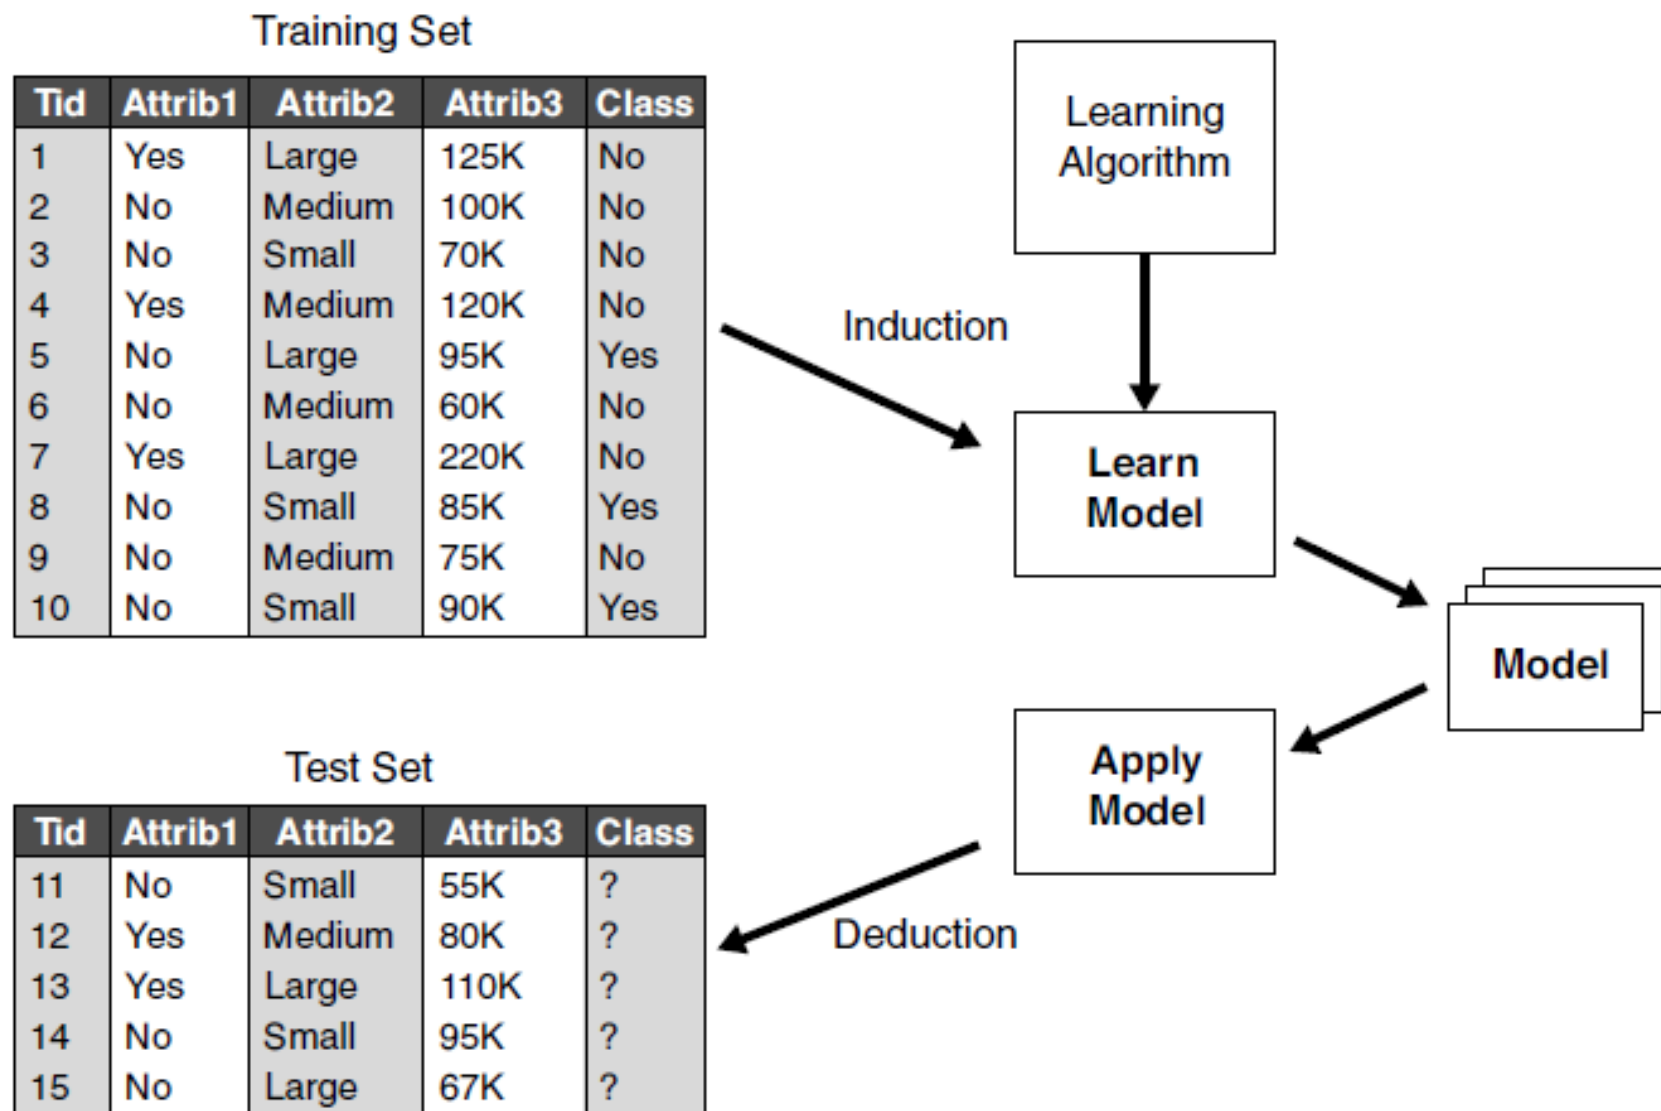 Training Set
Tid Attrib1 Attrib2 Attrib3 Class
1 Yes Large 125K No
2 No Medium 100K No
3 No Small 70K No
4 Yes Medium 120K No
5 No Large 95K Yes
6 No Medium 60K No
7 Yes Large 220K No
8 No Small 85K Yes
9 No Medium 75K No
10 No Small 90K Yes
Learning
Algorithm
Induction
Learn
Model
Model
Apply
Model
Deduction
Test Set
Tid Attrib1 Attrib2 Attrib3 Class
11 No Small 55K ?
12 Yes Medium 80K ?
13 Yes Large 110K ?
14 No Small 95K ?
15 No Large 67K ?